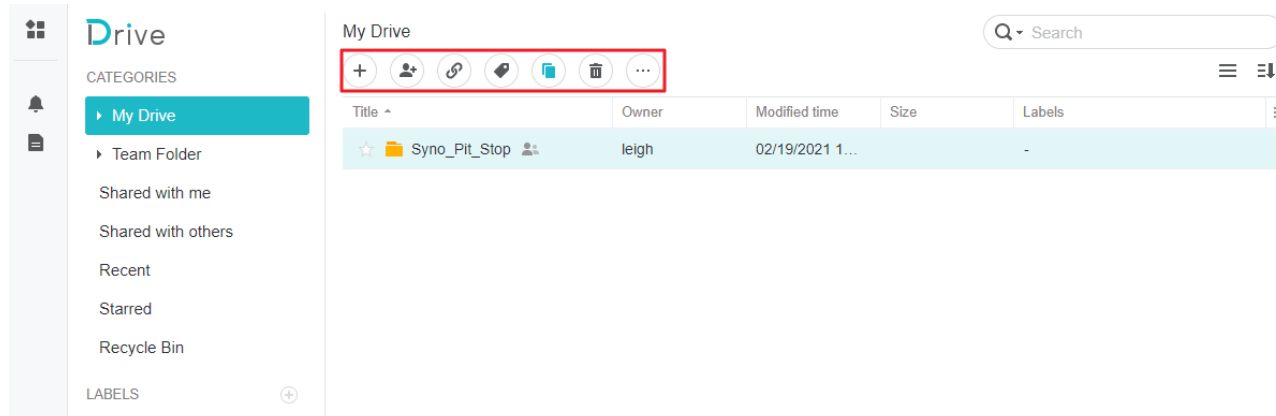 Drive
CATEGORIES
My Drive
Team Folder
Shared with me
Shared with others
Recent
Starred
Recycle Bin
LABELS
My Drive
Search
Title Owner Modified time Size Labels
Syno_Pit_Stop leigh 02/19/2021 1... -